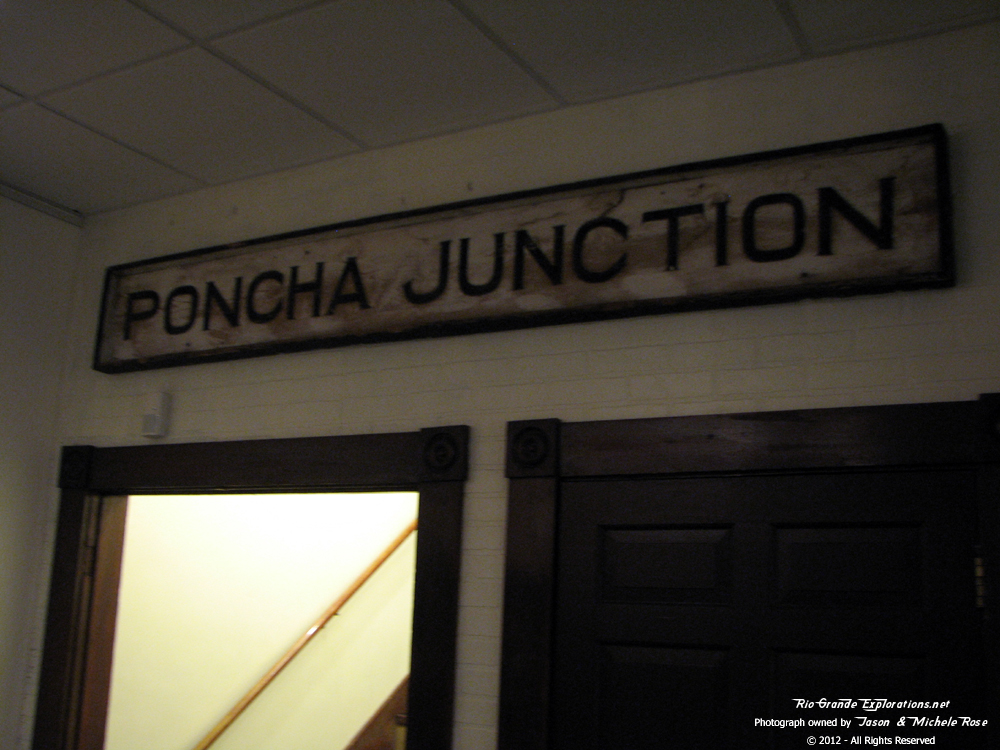 PONCHA JUNCTION
Rio Grande Explorations.net
Photograph owned by Jason & Michele Rose
© 2012 - All Rights Reserved